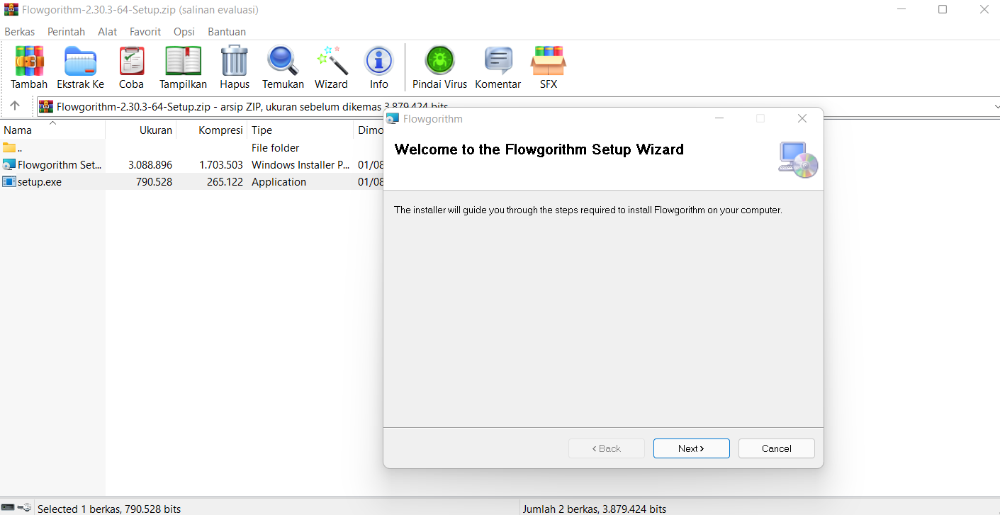 Flowgorithm-2.30.3-64-Setup.zip (salinan evaluasi)
Berkas Perintah Alat Favorit Opsi Bantuan
Tambah Ekstrak Ke Coba Tampilkan Hapus Temukan Wizard Info Pindai Virus Komentar SFX
Flowgorithm-2.30.3-64-Setup.zip - arsip ZIP, ukuran sebelum dikemas 3.879.424 bits
Nama Ukuran Kompresi Tipe Dimo
.. File folder
Flowgorithm Set... 3.088.896 1.703.503 Windows Installer P... 01/08
setup.exe 790.528 265.122 Application 01/08
Flowgorithm
Welcome to the Flowgorithm Setup Wizard
The installer will guide you through the steps required to install Flowgorithm on your computer.
< Back Next > Cancel
Selected 1 berkas, 790.528 bits Jumlah 2 berkas, 3.879.424 bits